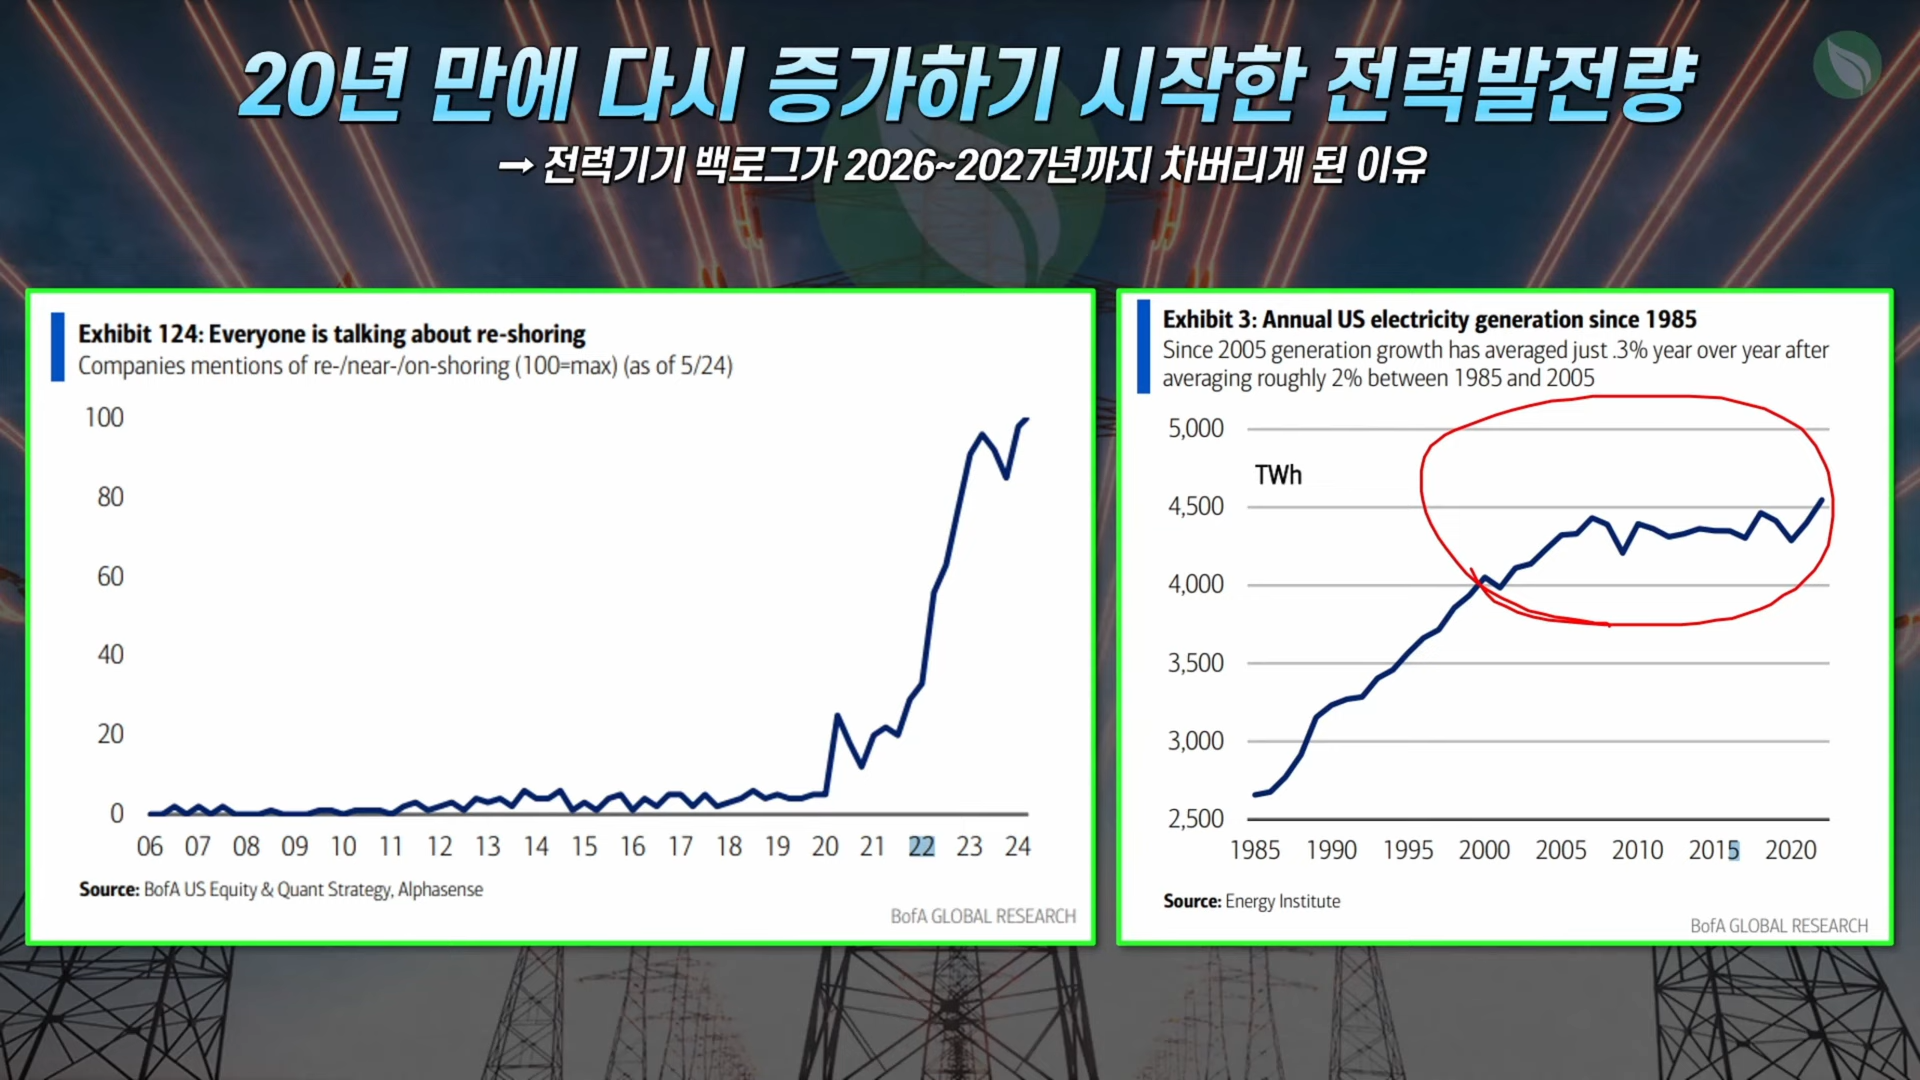 20년 만에 다시 증가하기 시작한 전력발전량
→ 전력기기 백로그가 2026~2027년까지 차버리게 된 이유
Exhibit 124: Everyone is talking about re-shoring
Companies mentions of re-/near-/on-shoring (100=max) (as of 5/24)
100
80
60
40
20
0
06 07 08 09 10 11 12 13 14 15 16 17 18 19 20 21 22 23 24
Source: BofA US Equity & Quant Strategy, Alphasense
BofA GLOBAL RESEARCH
Exhibit 3: Annual US electricity generation since 1985
Since 2005 generation growth has averaged just .3% year over year after
averaging roughly 2% between 1985 and 2005
5,000
TWh
4,500
4,000
3,500
3,000
2,500
1985 1990 1995 2000 2005 2010 2015 2020
Source: Energy Institute
BofA GLOBAL RESEARCH